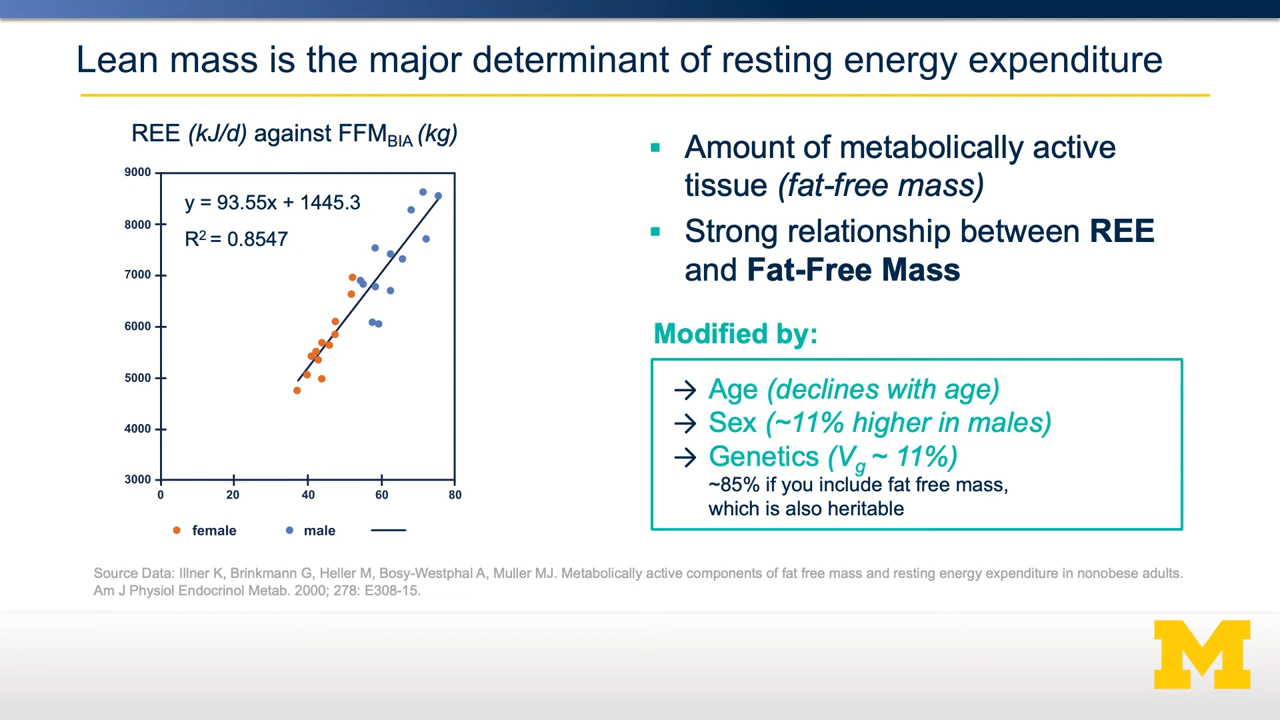 Lean mass is the major determinant of resting energy expenditure
REE (kJ/d) against FFMBIA (kg)
9000
8000
7000
6000
5000
4000
3000
y = 93.55x + 1445.3
R2 = 0.8547
0 20 40 60 80
female male
▪ Amount of metabolically active
tissue (fat-free mass)
▪ Strong relationship between REE
and Fat-Free Mass
Modified by:
→ Age (declines with age)
→ Sex (~11% higher in males)
→ Genetics (Vg ~ 11%)
~85% if you include fat free mass,
which is also heritable
Source Data: Illner K, Brinkmann G, Heller M, Bosy-Westphal A, Muller MJ. Metabolically active components of fat free mass and resting energy expenditure in nonobese adults.
Am J Physiol Endocrinol Metab. 2000; 278: E308-15.
M